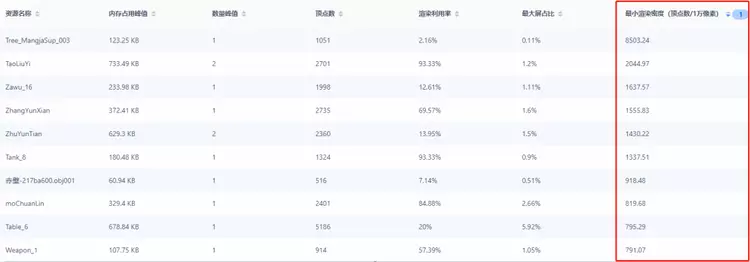 资源名称 内存占用峰值 数量峰值 顶点数 渲染利用率 最大屏占比 最小渲染密度（顶点数/1万像素） 1
Tree_MangjaSup_003 123.25 KB 1 1051 2.16% 0.11% 8503.24
TaoLiuYi 733.49 KB 2 2701 93.33% 1.2% 2044.97
Zawu_16 233.98 KB 1 1998 12.61% 1.11% 1637.57
ZhangYunXian 372.41 KB 1 2735 69.57% 1.6% 1555.83
ZhuYunTian 629.3 KB 2 2360 13.95% 1.5% 1430.22
Tank_8 180.48 KB 1 1324 93.33% 0.9% 1337.51
赤壁-217ba600.obj001 60.94 KB 1 516 7.14% 0.51% 918.48
moChuanLin 329.4 KB 1 2401 84.88% 2.66% 819.68
Table_6 678.84 KB 1 5186 20% 5.92% 795.29
Weapon_1 107.75 KB 1 914 57.39% 1.05% 791.07